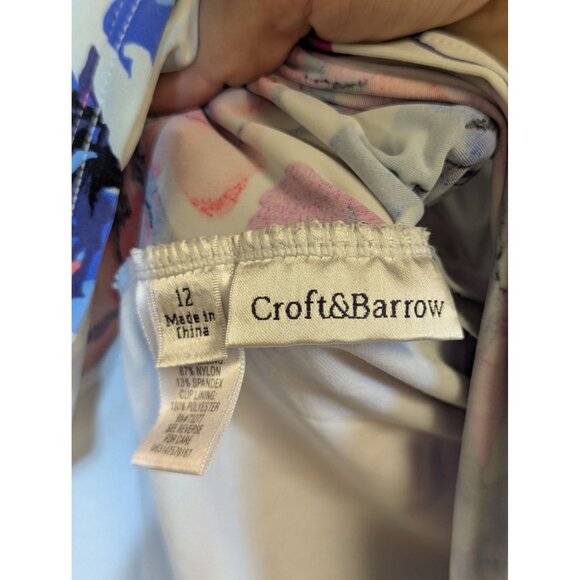 12
Made in
China
Croft&Barrow
87% NYLON
13% SPANDEX
CUP LINING:
100% POLYESTER
SEE REVERSE
FOR CARE